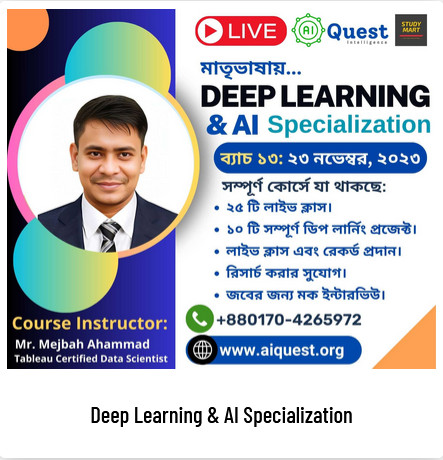 LIVE
AI Quest
Intelligence
STUDY
MART
মাতৃভাষায়...
DEEP LEARNING
& AI Specialization
ব্যাচ ১৩: ২৩ নভেম্বর, ২০২৩
সম্পূর্ণ কোর্সে যা থাকছে:
• ২৫ টি লাইভ ক্লাস।
• ১০ টি সম্পূর্ণ ডিপ লার্নিং প্রজেক্ট।
• লাইভ ক্লাস এবং রেকর্ড প্রদান।
• রিসার্চ করার সুযোগ।
• জবের জন্য মক ইন্টারভিউ।
+880170-4265972
www.aiquest.org
Course Instructor:
Mr. Mejbah Ahammad
Tableau Certified Data Scientist
Deep Learning & AI Specialization